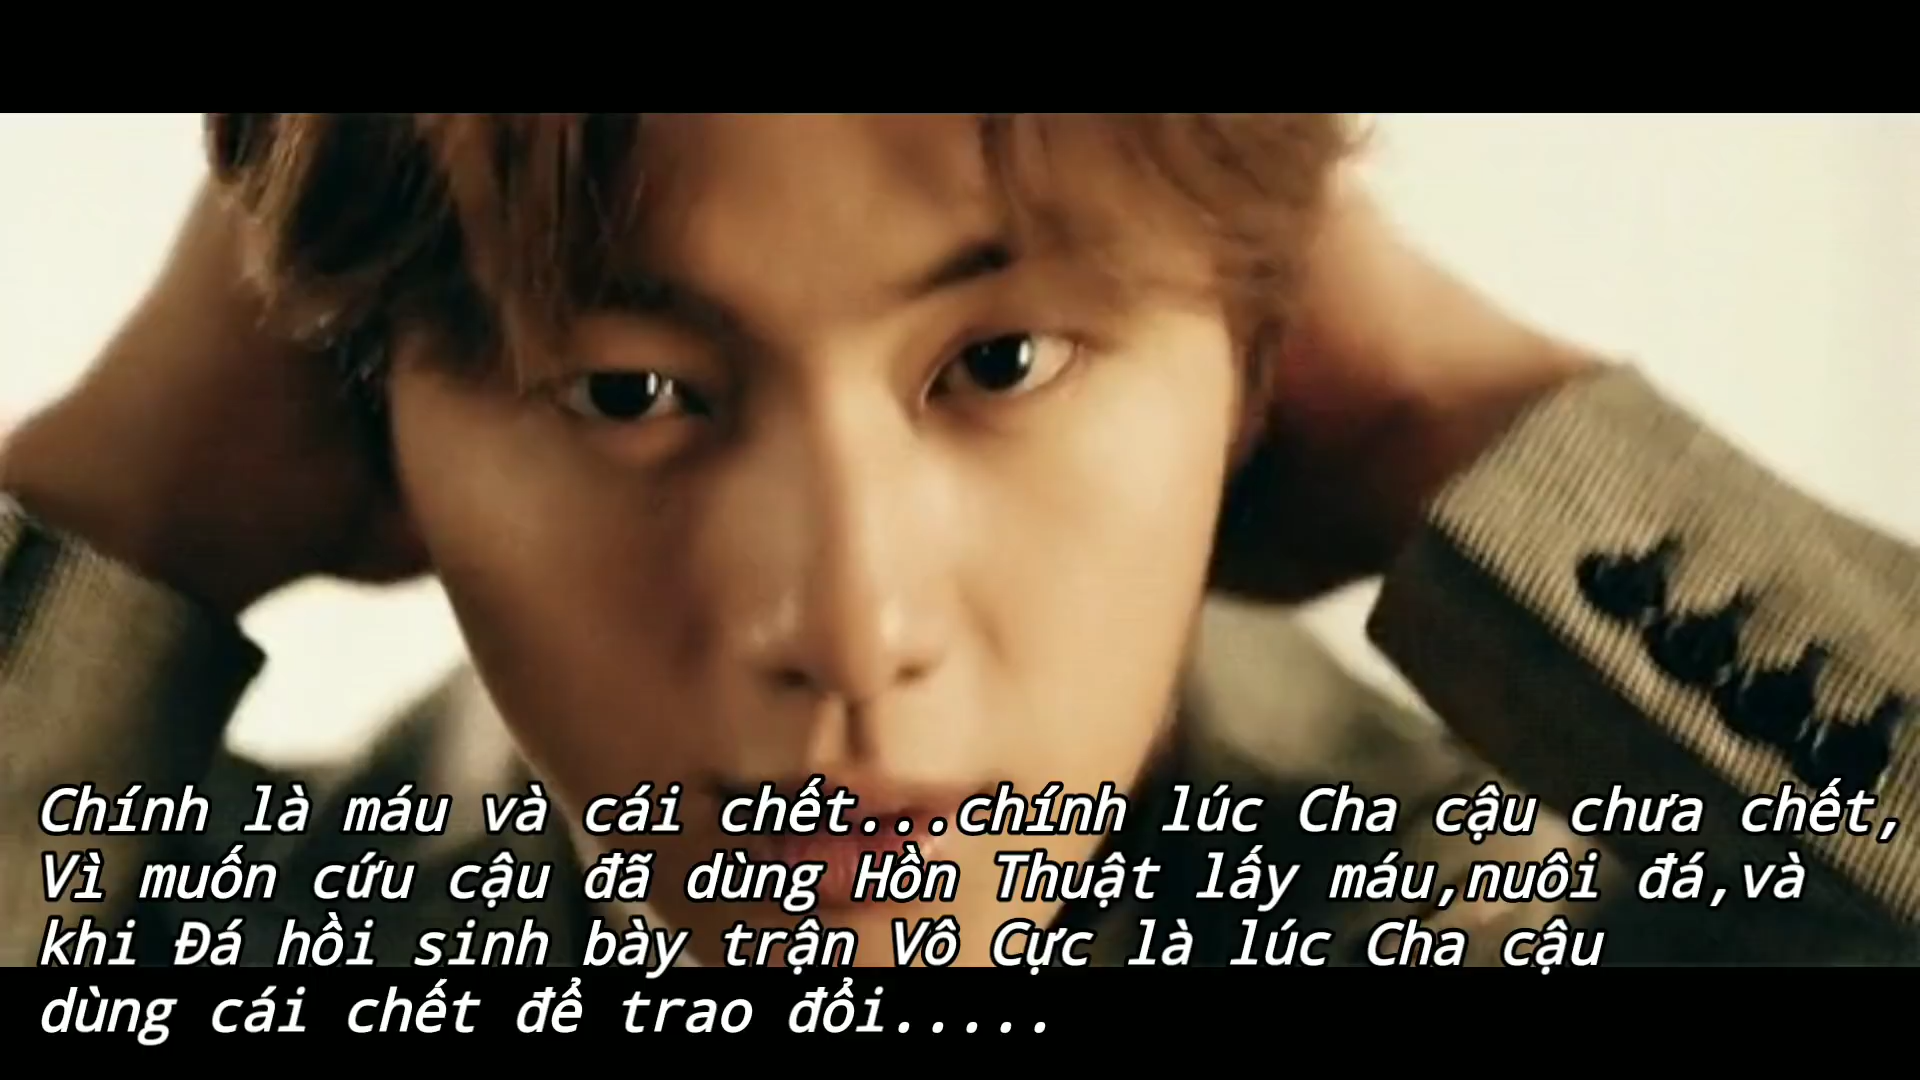 Chính là máu và cái chết...chính lúc Cha cậu chưa chết,
Vì muốn cứu cậu đã dùng Hồn Thuật lấy máu,nuôi đá,và
khi Đá hồi sinh bày trận Vô Cực là lúc Cha cậu
dùng cái chết để trao đổi.....